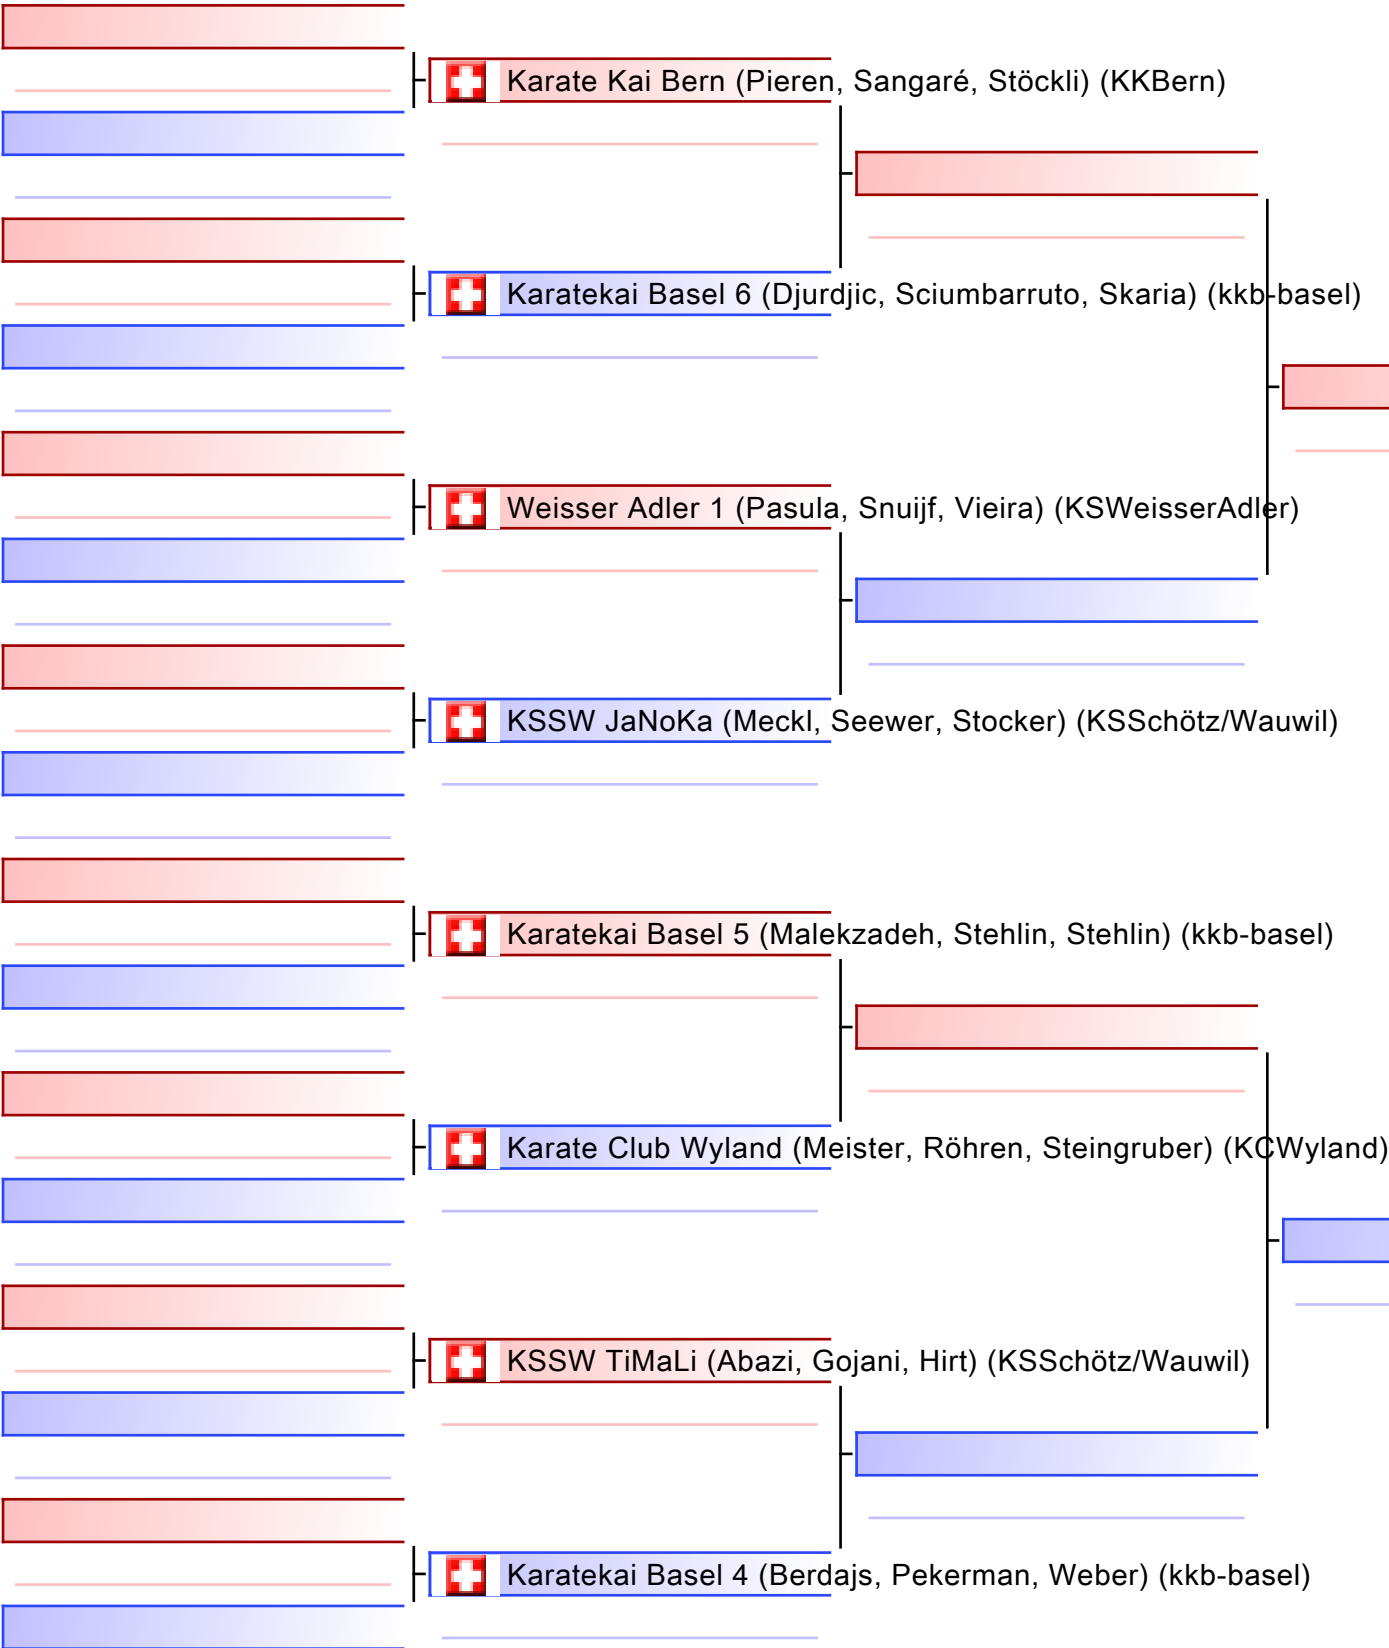 Karate Kai Bern (Pieren, Sangaré, Stöckli) (KKBern)
Karatekai Basel 6 (Djurdjic, Sciumbarruto, Skaria) (kkb-basel)
Weisser Adler 1 (Pasula, Snuijf, Vieira) (KSWeisserAdler)
KSSW JaNoKa (Meckl, Seewer, Stocker) (KSSchötz/Wauwil)
Karatekai Basel 5 (Malekzadeh, Stehlin, Stehlin) (kkb-basel)
Karate Club Wyland (Meister, Röhren, Steingruber) (KCWyland)
KSSW TiMaLi (Abazi, Gojani, Hirt) (KSSchötz/Wauwil)
Karatekai Basel 4 (Berdajs, Pekerman, Weber) (kkb-basel)